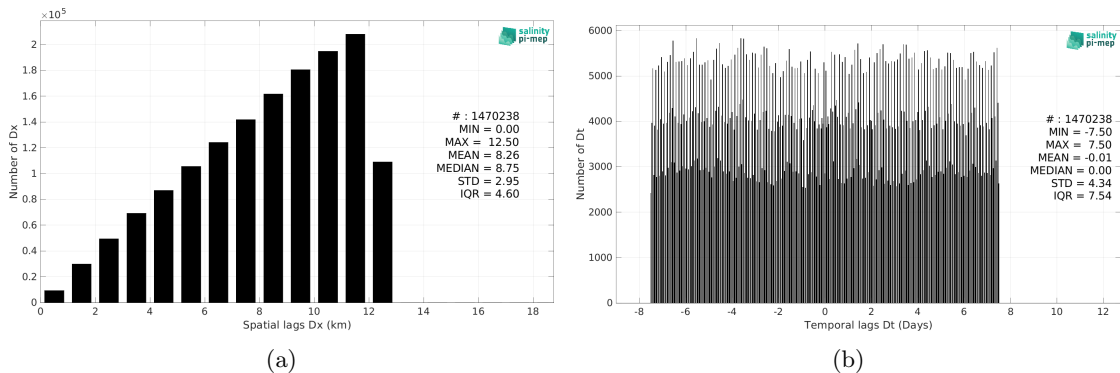 ×10⁵
2
1.8
1.6
1.4
1.2
1
0.8
0.6
0.4
0.2
0
Number of Dx
0 2 4 6 8 10 12 14 16 18
Spatial lags Dx (km)
salinity
pi-mep
# : 1470238
MIN = 0.00
MAX = 12.50
MEAN = 8.26
MEDIAN = 8.75
STD = 2.95
IQR = 4.60
(a)
6000
5000
4000
3000
2000
1000
0
Number of Dt
-8 -6 -4 -2 0 2 4 6 8 10 12
Temporal lags Dt (Days)
salinity
pi-mep
# : 1470238
MIN = -7.50
MAX = 7.50
MEAN = -0.01
MEDIAN = 0.00
STD = 4.34
IQR = 7.54
(b)